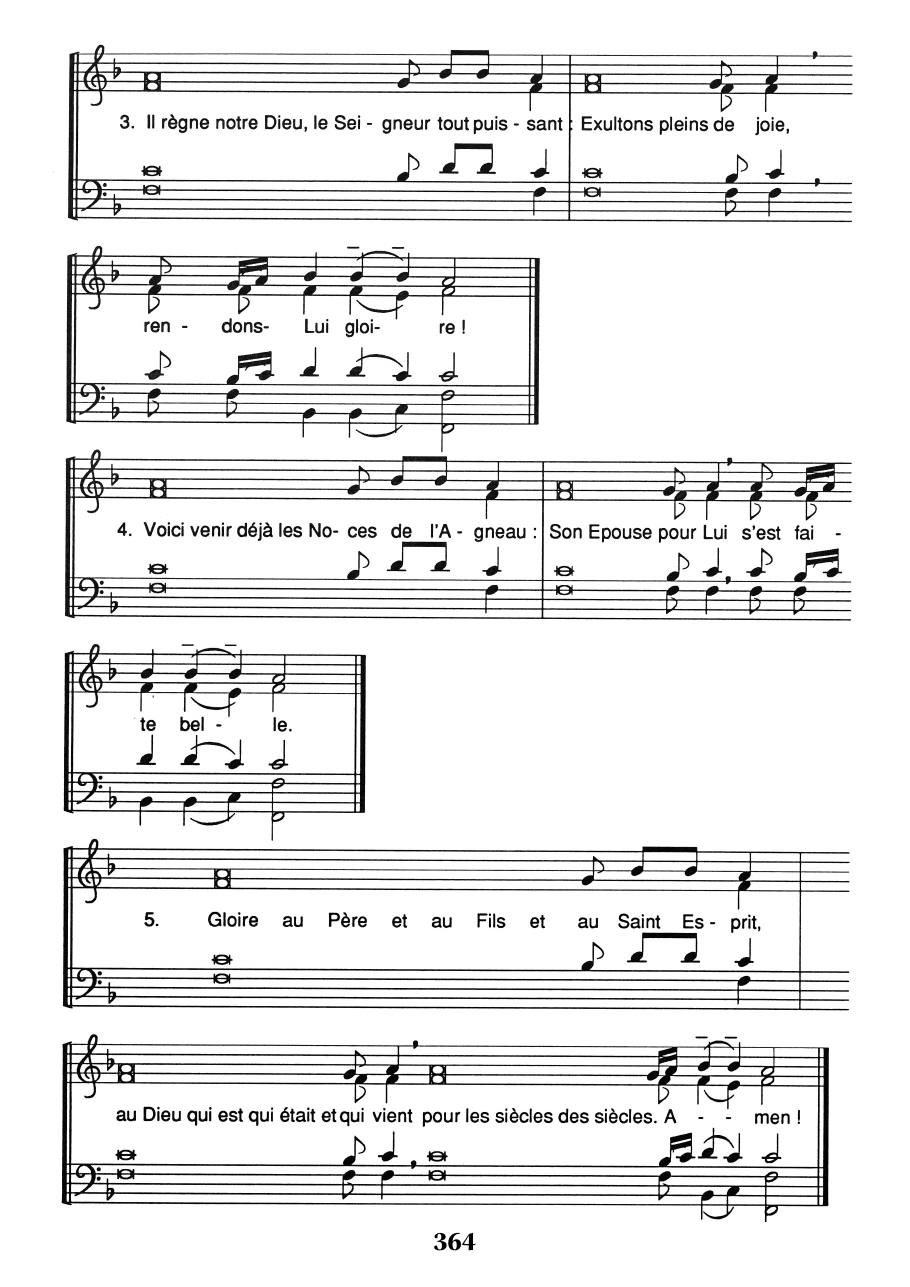 3. Il règne notre Dieu, le Sei - gneur tout puis - sant : Exultons pleins de joie,
ren - dons- Lui gloi- re !
4. Voici venir déjà les No- ces de l'A - gneau : Son Epouse pour Lui s'est fai -
te bel - le.
5. Gloire au Père et au Fils et au Saint Es - prit,
au Dieu qui est qui était et qui vient pour les siècles des siècles. A - - men !
364